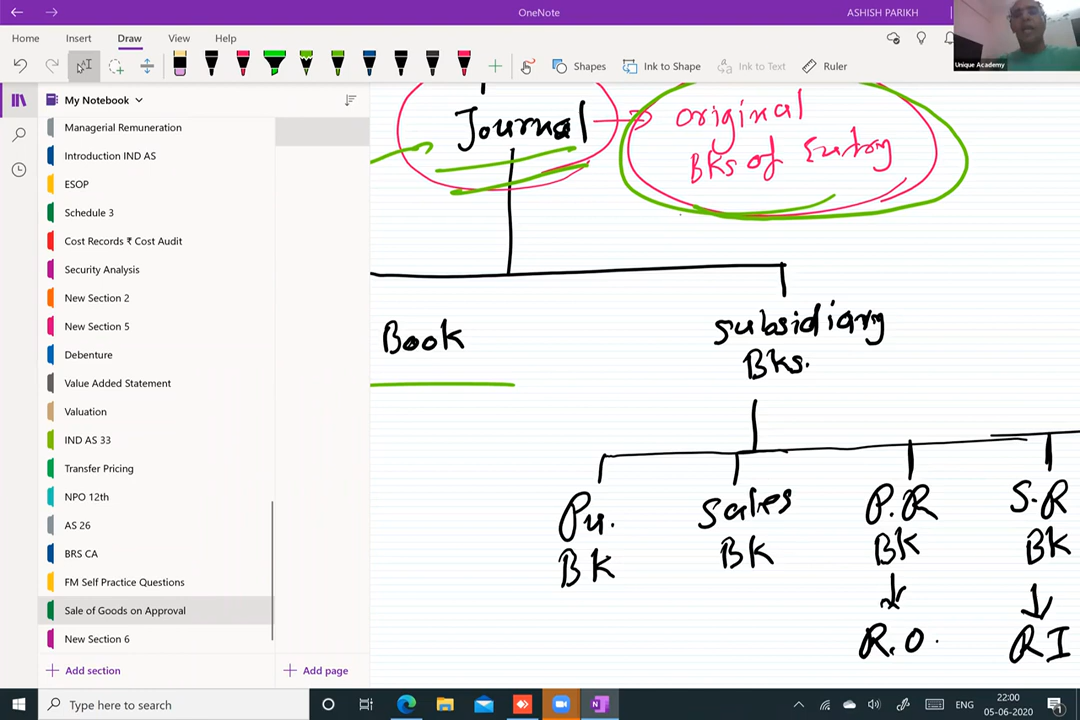 OneNote
ASHISH PARIKH
Unique Academy
Home Insert Draw View Help
Shapes Ink to Shape Ink to Text Ruler
My Notebook
Managerial Remuneration
Introduction IND AS
ESOP
Schedule 3
Cost Records ₹ Cost Audit
Security Analysis
New Section 2
New Section 5
Debenture
Value Added Statement
Valuation
IND AS 33
Transfer Pricing
NPO 12th
AS 26
BRS CA
FM Self Practice Questions
Sale of Goods on Approval
New Section 6
Add section
Add page
Journal
original
Bks of Entry
Book
Subsidiary
Bks.
Pu.
BK
Sales
BK
P.R
BK
R.O.
S.R
BK
RI
Type here to search
ENG
22:00
05-06-2020
1